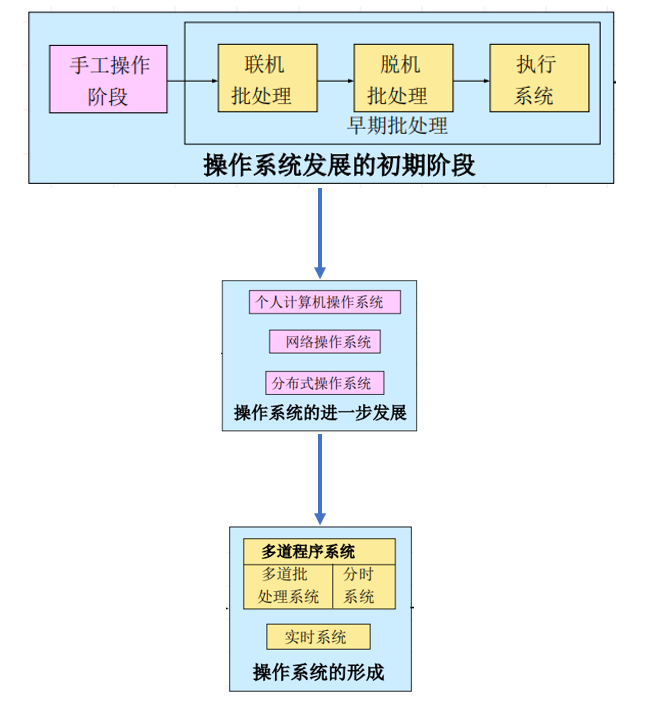 手工操作
阶段
联机
批处理
脱机
批处理
执行
系统
早期批处理
操作系统发展的初期阶段
个人计算机操作系统
网络操作系统
分布式操作系统
操作系统的进一步发展
多道程序系统
多道批
处理系统
分时
系统
实时系统
操作系统的形成